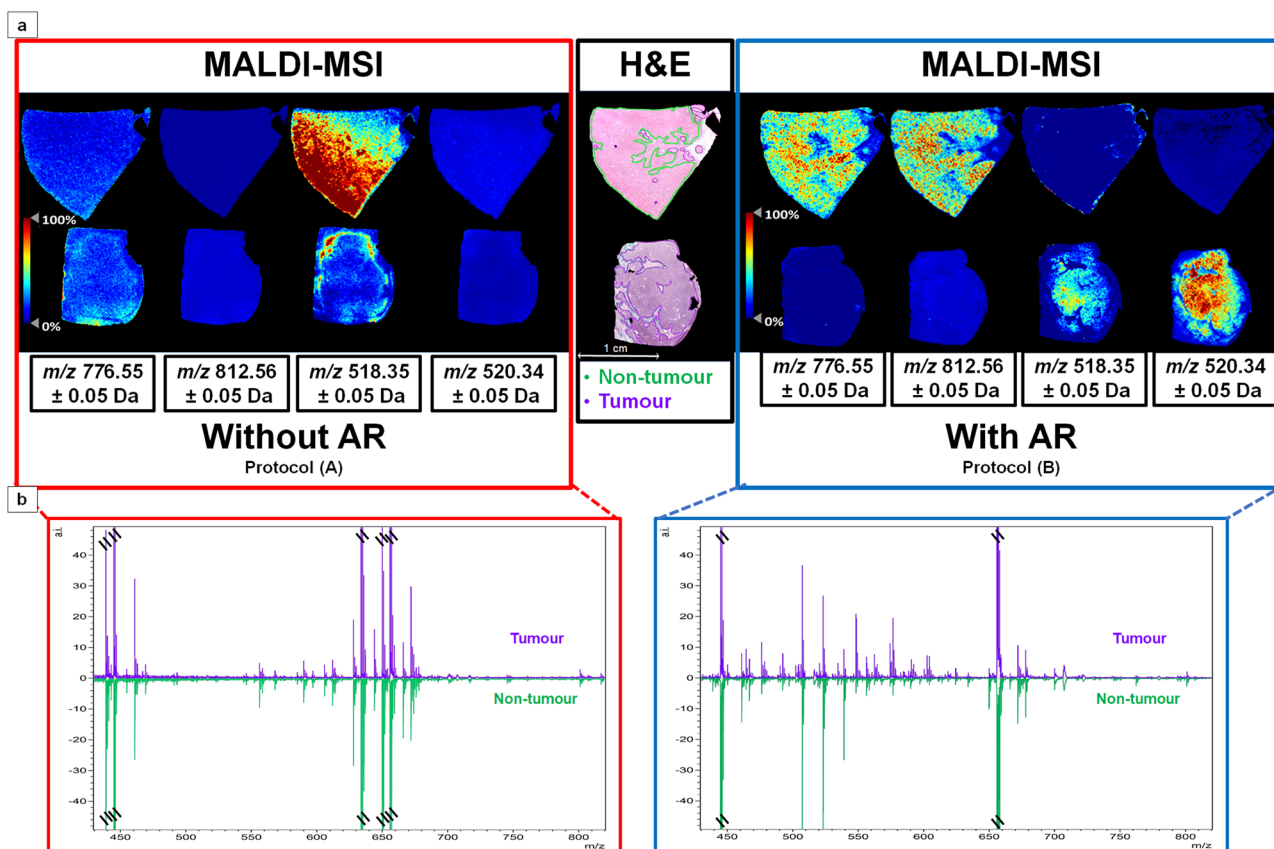 a
MALDI-MSI
H&E
MALDI-MSI
100%
0%
100%
0%
1 cm
m/z 776.55
± 0.05 Da
m/z 812.56
± 0.05 Da
m/z 518.35
± 0.05 Da
m/z 520.34
± 0.05 Da
• Non-tumour
• Tumour
m/z 776.55
± 0.05 Da
m/z 812.56
± 0.05 Da
m/z 518.35
± 0.05 Da
m/z 520.34
± 0.05 Da
Without AR
Protocol (A)
With AR
Protocol (B)
b
a.i.
40
30
20
10
0
-10
-20
-30
-40
Tumour
Non-tumour
450
500
550
600
650
700
750
800
m/z
a.i.
40
30
20
10
0
-10
-20
-30
-40
Tumour
Non-tumour
450
500
550
600
650
700
750
800
m/z